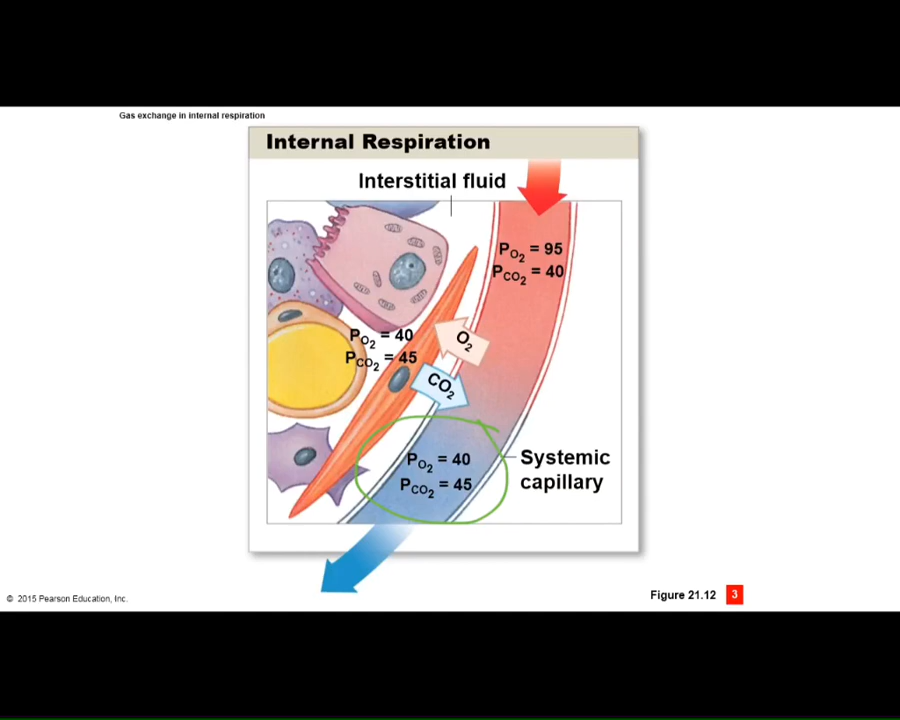 Gas exchange in internal respiration
Internal Respiration
Interstitial fluid
PO2 = 95
PCO2 = 40
PO2 = 40
PCO2 = 45
O2
CO2
PO2 = 40
PCO2 = 45
Systemic
capillary
© 2015 Pearson Education, Inc.
Figure 21.12 3